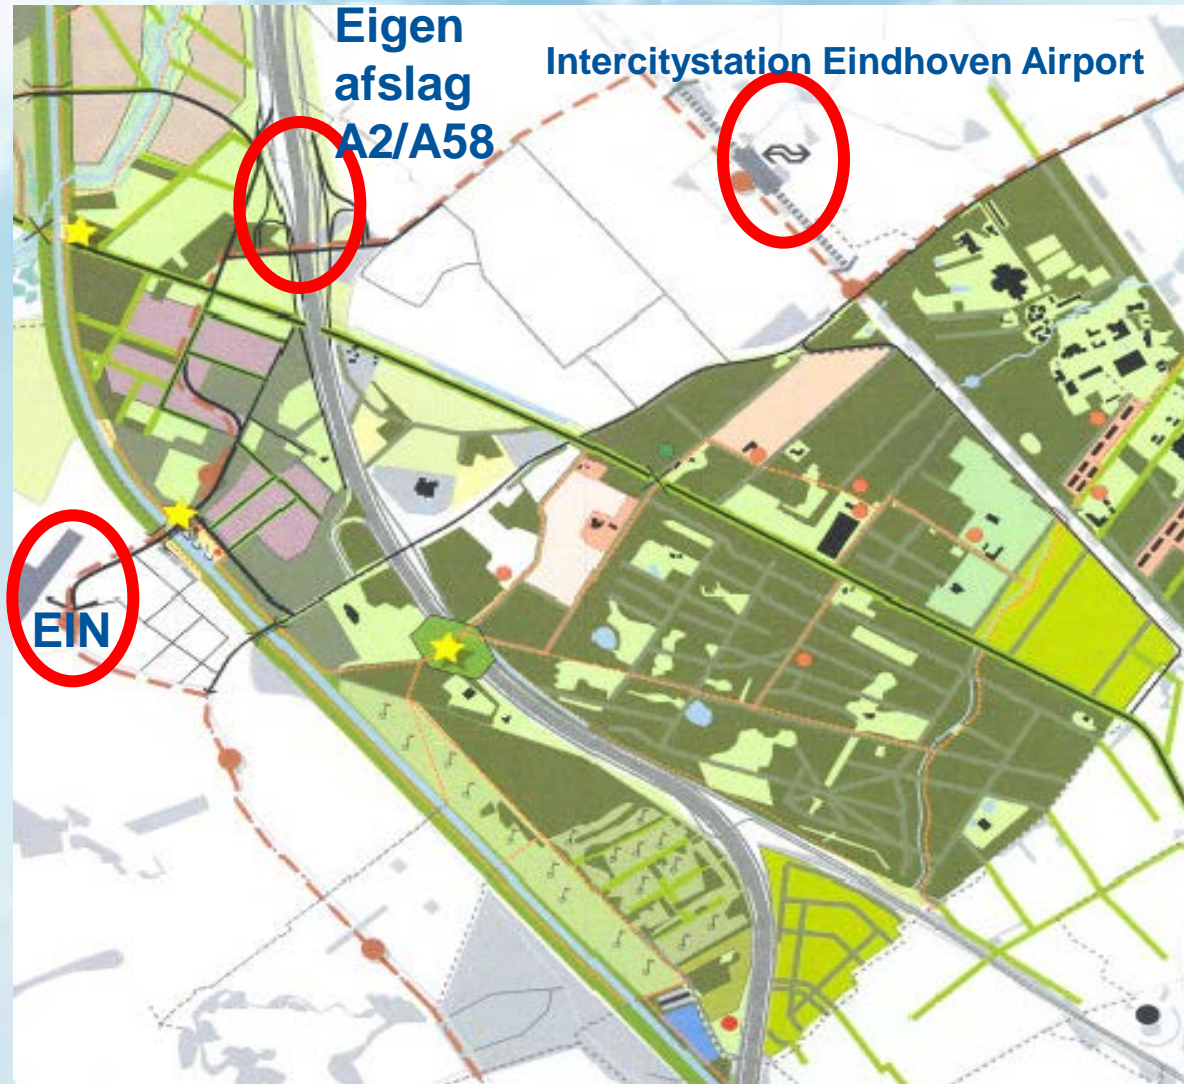 Eigen
afslag
A2/A58
Intercitystation Eindhoven Airport
EIN